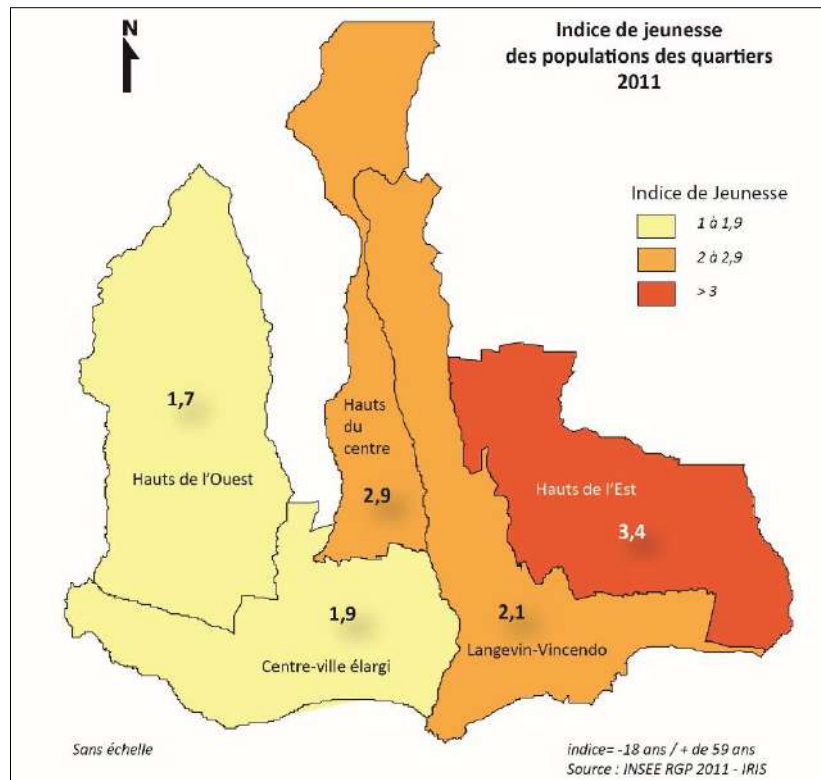 N
Indice de jeunesse
des populations des quartiers
2011
Indice de Jeunesse
1 à 1,9
2 à 2,9
> 3
1,7
Hauts de l'Ouest
Hauts
du
centre
2,9
Hauts de l'Est
3,4
1,9
Centre-ville élargi
2,1
Langevin-Vincendo
Sans échelle
indice= -18 ans / + de 59 ans
Source : INSEE RGP 2011 - IRIS